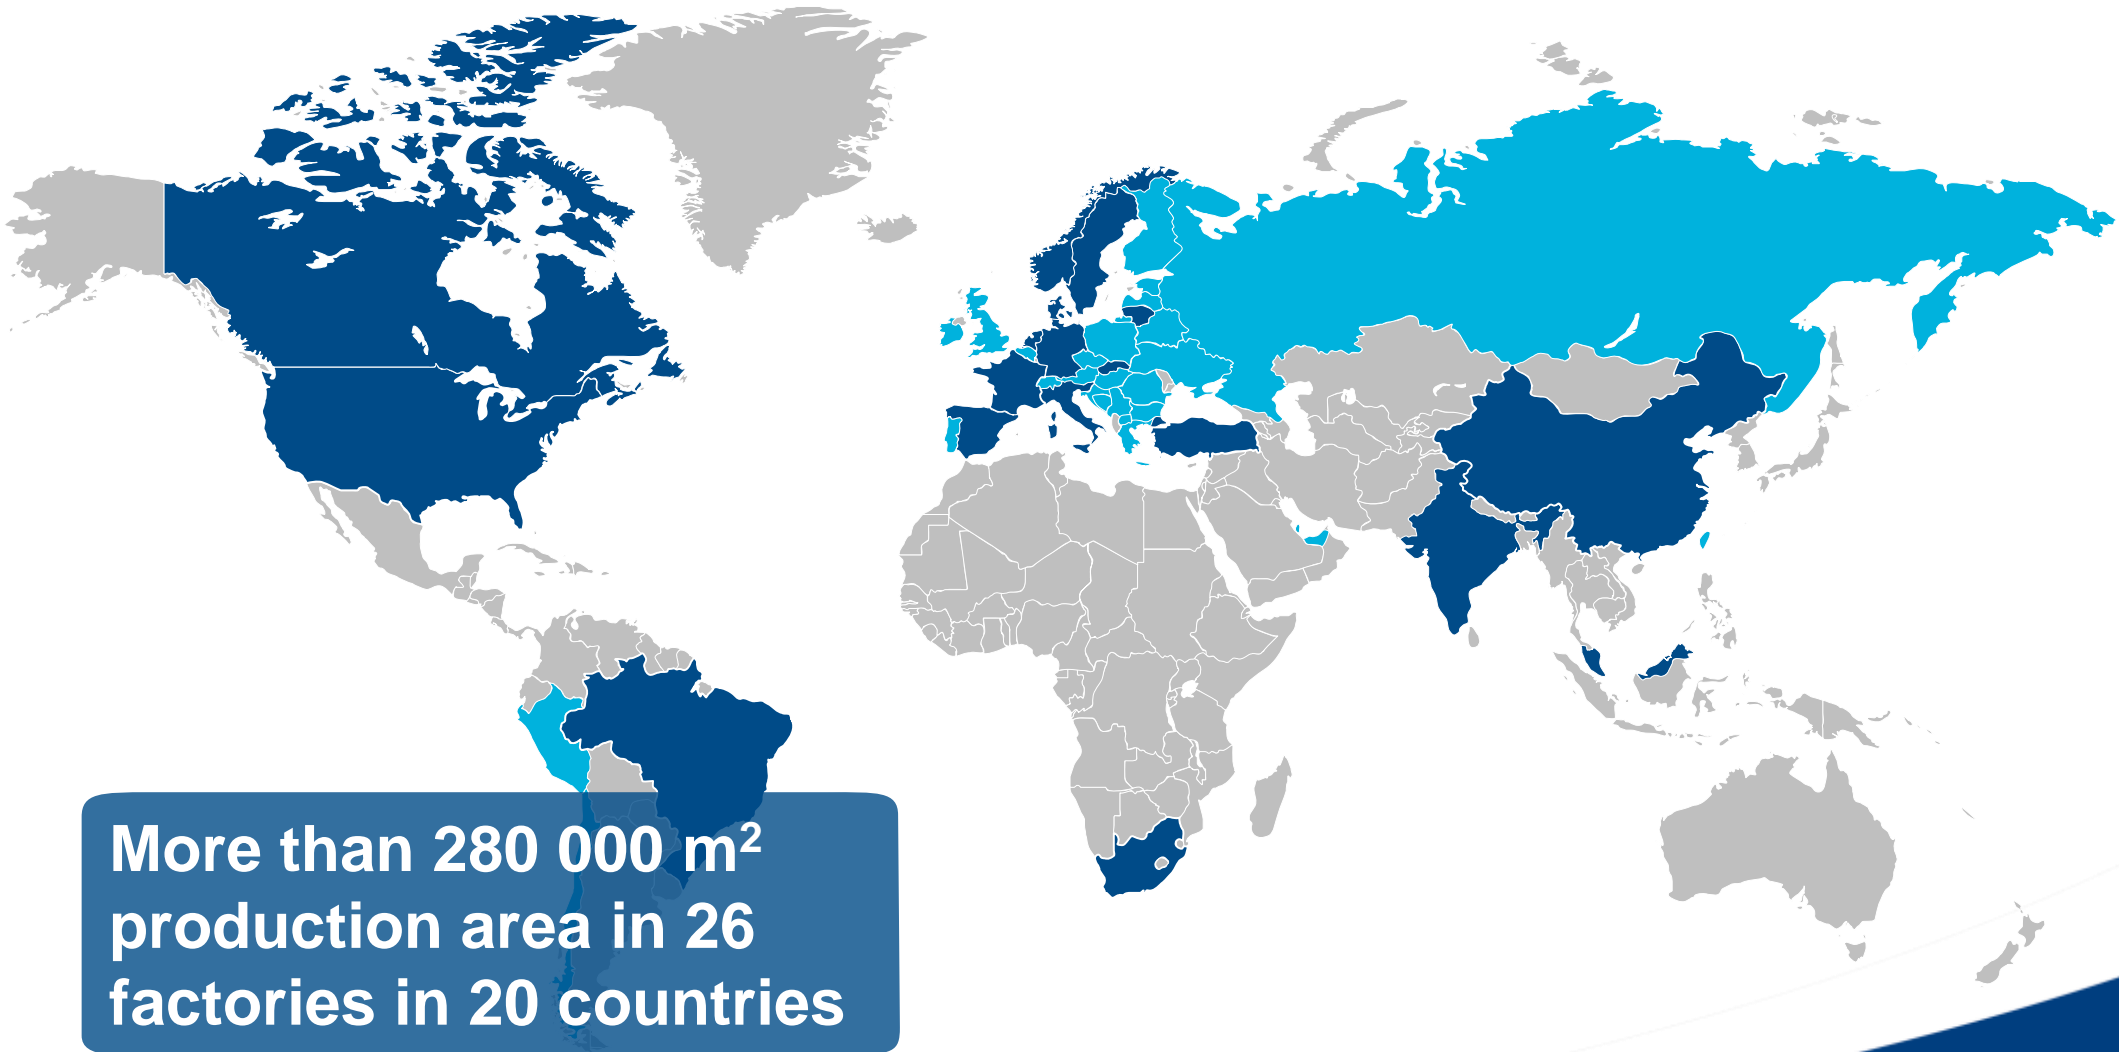 More than 280 000 m²
production area in 26
factories in 20 countries